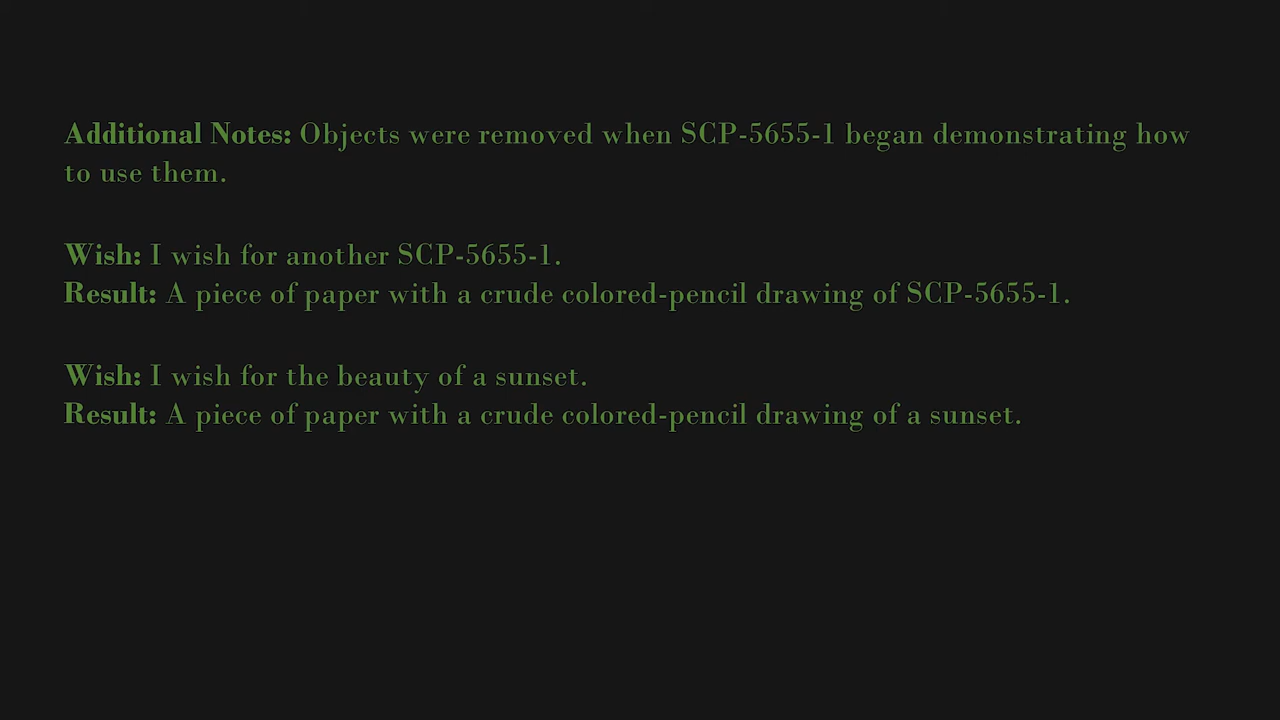 Additional Notes: Objects were removed when SCP-5655-1 began demonstrating how
to use them.
Wish: I wish for another SCP-5655-1.
Result: A piece of paper with a crude colored-pencil drawing of SCP-5655-1.
Wish: I wish for the beauty of a sunset.
Result: A piece of paper with a crude colored-pencil drawing of a sunset.